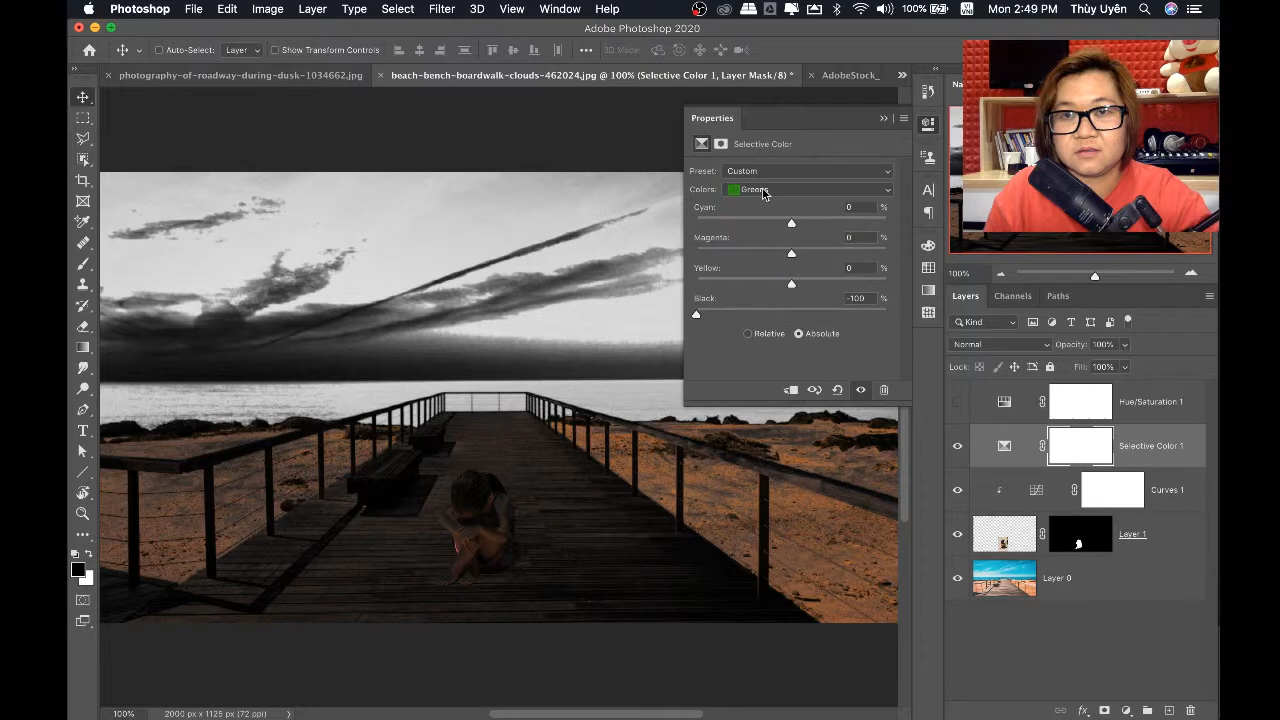 Photoshop File Edit Image Layer Type Select Filter 3D View Window Help 100% VI VNI Mon 2:49 PM Thùy Uyên
Adobe Photoshop 2020
Auto-Select: Layer Show Transform Controls 3D Mode:
photography-of-roadway-during-dusk-1034662.jpg
beach-bench-boardwalk-clouds-462024.jpg @ 100% (Selective Color 1, Layer Mask/8) *
AdobeStock_
Properties
Selective Color
Preset: Custom
Colors: Greens
Cyan: 0 %
Magenta: 0 %
Yellow: 0 %
Black: -100 %
Relative Absolute
100%
Layers Channels Paths
Kind
Normal Opacity: 100%
Lock: Fill: 100%
Hue/Saturation 1
Selective Color 1
Curves 1
Layer 1
Layer 0
100% 2000 px x 1125 px (72 ppi)